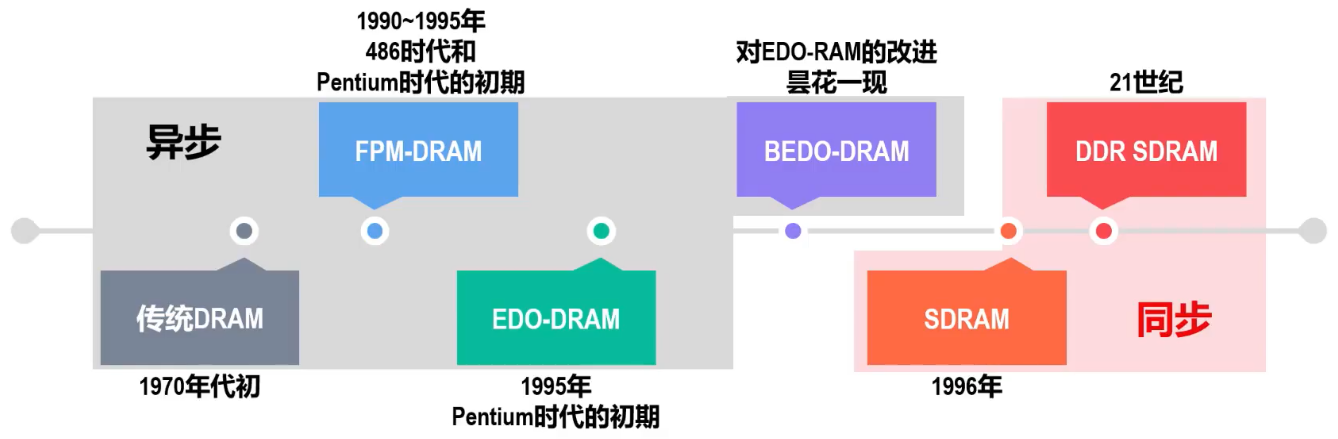 1990~1995年
486时代和
Pentium时代的初期
对EDO-RAM的改进
昙花一现
21世纪
异步
FPM-DRAM
BEDO-DRAM
DDR SDRAM
传统DRAM
EDO-DRAM
SDRAM
同步
1970年代初
1995年
Pentium时代的初期
1996年